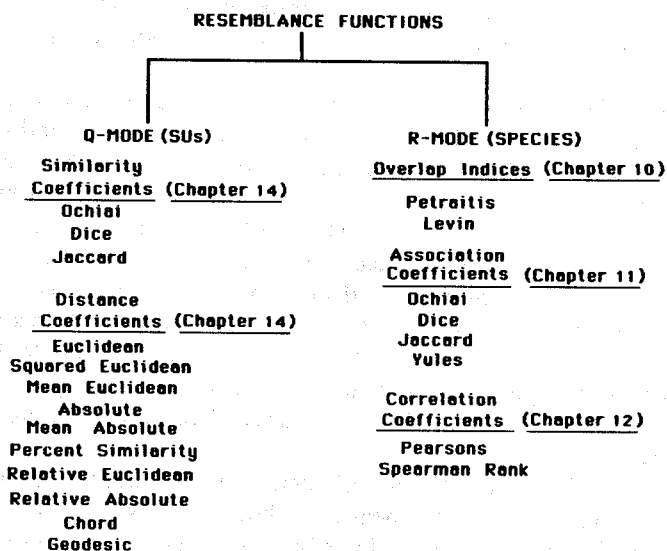 RESEMBLANCE FUNCTIONS
Q-MODE (SUs)
Similarity
Coefficients (Chapter 14)
Ochiai
Dice
Jaccard
Distance
Coefficients (Chapter 14)
Euclidean
Squared Euclidean
Mean Euclidean
Absolute
Mean Absolute
Percent Similarity
Relative Euclidean
Relative Absolute
Chord
Geodesic
R-MODE (SPECIES)
Overlap Indices (Chapter 10)
Petraitis
Levin
Association
Coefficients (Chapter 11)
Ochiai
Dice
Jaccard
Yules
Correlation
Coefficients (Chapter 12)
Pearsons
Spearman Rank